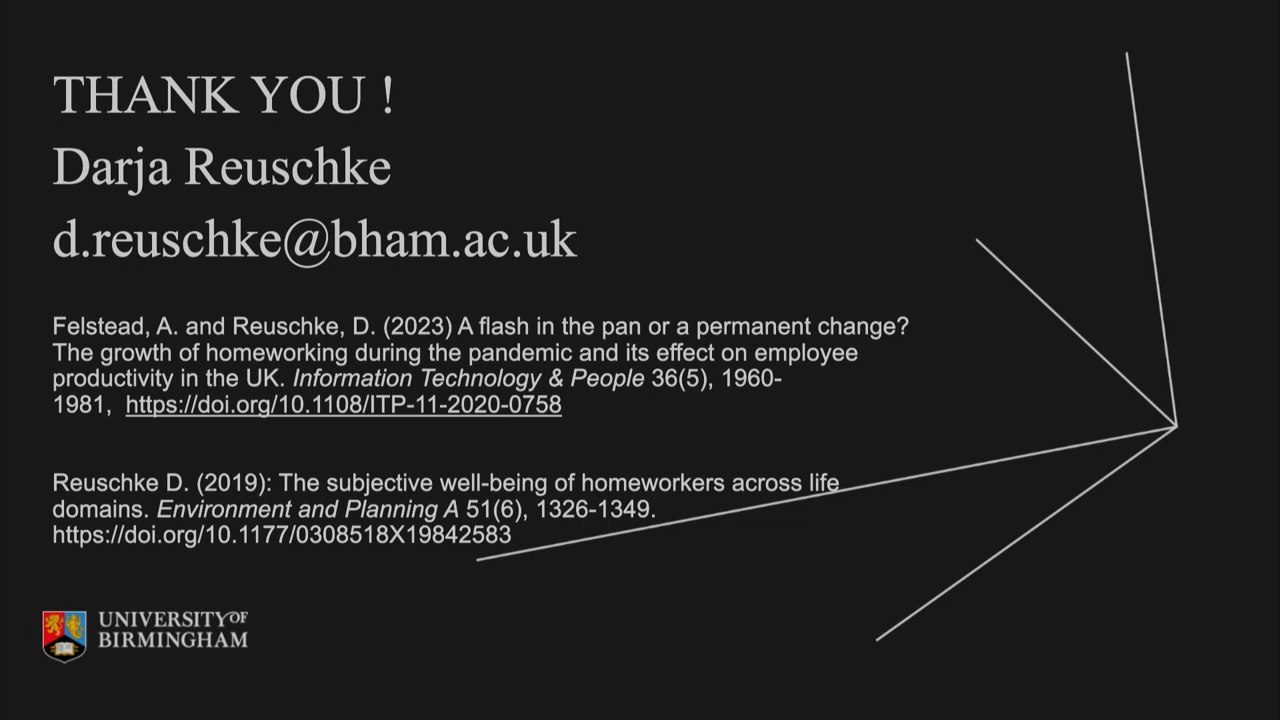 THANK YOU !
Darja Reuschke
d.reuschke@bham.ac.uk
Felstead, A. and Reuschke, D. (2023) A flash in the pan or a permanent change?
The growth of homeworking during the pandemic and its effect on employee
productivity in the UK. Information Technology & People 36(5), 1960-
1981, https://doi.org/10.1108/ITP-11-2020-0758
Reuschke D. (2019): The subjective well-being of homeworkers across life
domains. Environment and Planning A 51(6), 1326-1349.
https://doi.org/10.1177/0308518X19842583
UNIVERSITY OF
BIRMINGHAM